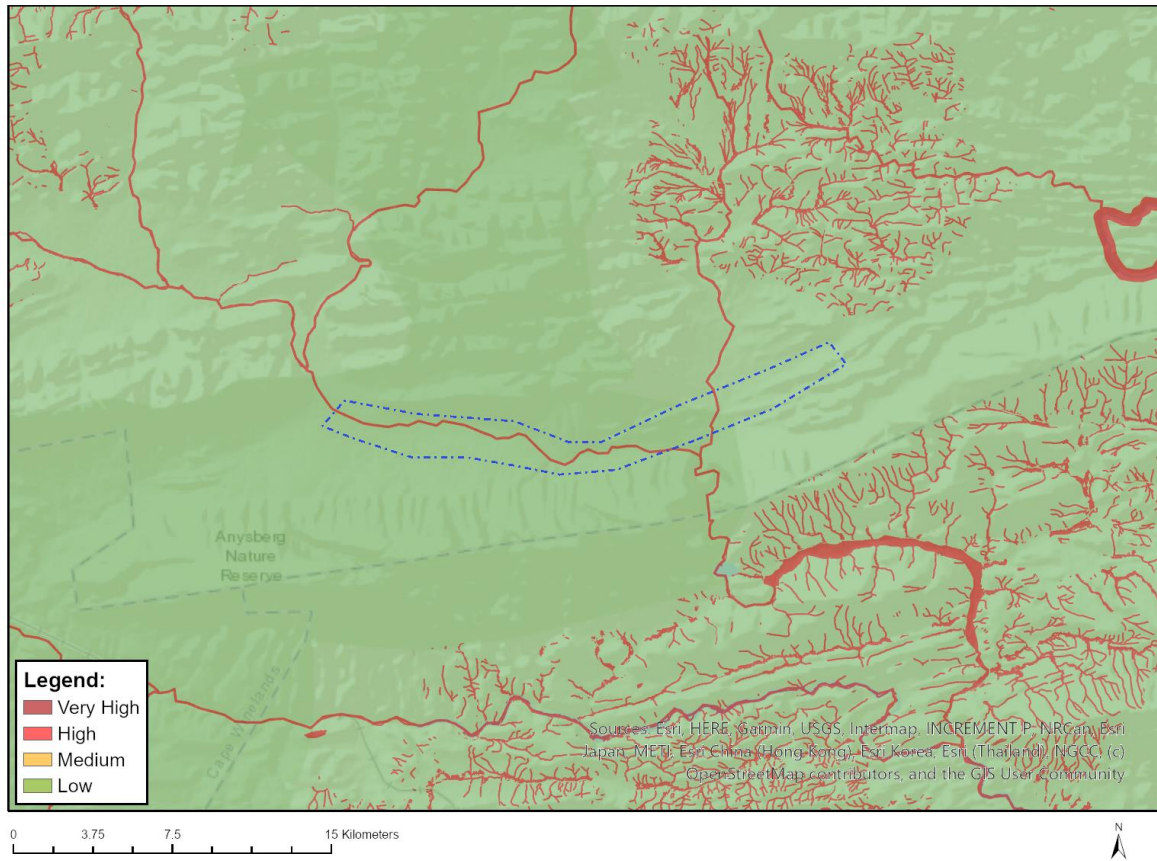 Anysberg
Nature
Reserve
Cape Winelands
Legend:
Very High
High
Medium
Low
Sources: Esri, HERE, Garmin, USGS, Intermap, INCREMENT P, NRCan, Esri
Japan, METI, Esri China (Hong Kong), Esri Korea, Esri (Thailand), NGCC, (c)
OpenStreetMap contributors, and the GIS User Community
0 3.75 7.5 15 Kilometers
N